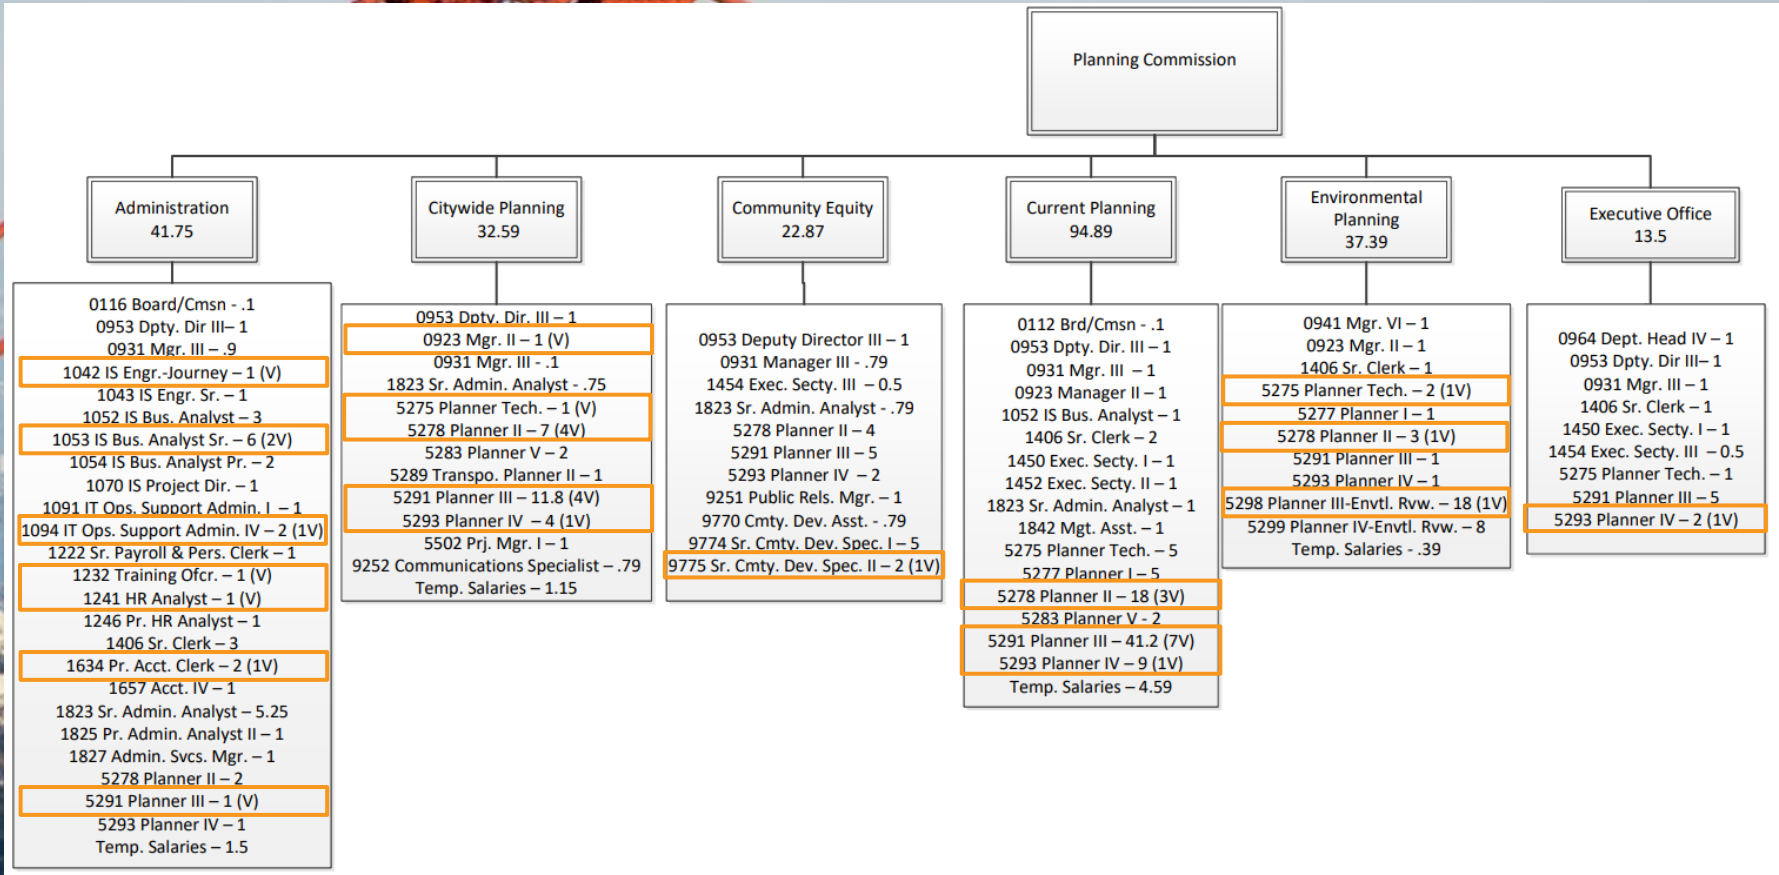 Planning Commission
Administration
41.75
0116 Board/Cmsn - .1
0953 Dpty. Dir III– 1
0931 Mgr. III – .9
1042 IS Engr.-Journey – 1 (V)
1043 IS Engr. Sr. – 1
1052 IS Bus. Analyst – 3
1053 IS Bus. Analyst Sr. – 6 (2V)
1054 IS Bus. Analyst Pr. – 2
1070 IS Project Dir. – 1
1091 IT Ops. Support Admin. I – 1
1094 IT Ops. Support Admin. IV – 2 (1V)
1222 Sr. Payroll & Pers. Clerk – 1
1232 Training Ofcr. – 1 (V)
1241 HR Analyst – 1 (V)
1246 Pr. HR Analyst – 1
1406 Sr. Clerk – 3
1634 Pr. Acct. Clerk – 2 (1V)
1657 Acct. IV – 1
1823 Sr. Admin. Analyst – 5.25
1825 Pr. Admin. Analyst II – 1
1827 Admin. Svcs. Mgr. – 1
5278 Planner II – 2
5291 Planner III – 1 (V)
5293 Planner IV – 1
Temp. Salaries – 1.5
Citywide Planning
32.59
0953 Dpty. Dir. III – 1
0923 Mgr. II – 1 (V)
0931 Mgr. III - .1
1823 Sr. Admin. Analyst - .75
5275 Planner Tech. – 1 (V)
5278 Planner II – 7 (4V)
5283 Planner V – 2
5289 Transpo. Planner II – 1
5291 Planner III – 11.8 (4V)
5293 Planner IV – 4 (1V)
5502 Prj. Mgr. I – 1
9252 Communications Specialist – .79
Temp. Salaries – 1.15
Community Equity
22.87
0953 Deputy Director III – 1
0931 Manager III - .79
1454 Exec. Secty. III – 0.5
1823 Sr. Admin. Analyst - .79
5278 Planner II – 4
5291 Planner III – 5
5293 Planner IV – 2
9251 Public Rels. Mgr. – 1
9770 Cmty. Dev. Asst. - .79
9774 Sr. Cmty. Dev. Spec. I – 5
9775 Sr. Cmty. Dev. Spec. II – 2 (1V)
Current Planning
94.89
0112 Brd/Cmsn - .1
0953 Dpty. Dir. III – 1
0931 Mgr. III – 1
0923 Manager II – 1
1052 IS Bus. Analyst – 1
1406 Sr. Clerk – 2
1450 Exec. Secty. I – 1
1452 Exec. Secty. II – 1
1823 Sr. Admin. Analyst – 1
1842 Mgt. Asst. – 1
5275 Planner Tech. – 5
5277 Planner I – 5
5278 Planner II – 18 (3V)
5283 Planner V - 2
5291 Planner III – 41.2 (7V)
5293 Planner IV – 9 (1V)
Temp. Salaries – 4.59
Environmental
Planning
37.39
0941 Mgr. VI – 1
0923 Mgr. II – 1
1406 Sr. Clerk – 1
5275 Planner Tech. – 2 (1V)
5277 Planner I – 1
5278 Planner II – 3 (1V)
5291 Planner III – 1
5293 Planner IV – 1
5298 Planner III-Envtl. Rvw. – 18 (1V)
5299 Planner IV-Envtl. Rvw. – 8
Temp. Salaries - .39
Executive Office
13.5
0964 Dept. Head IV – 1
0953 Dpty. Dir III– 1
0931 Mgr. III – 1
1406 Sr. Clerk – 1
1450 Exec. Secty. I – 1
1454 Exec. Secty. III – 0.5
5275 Planner Tech. – 1
5291 Planner III – 5
5293 Planner IV – 2 (1V)